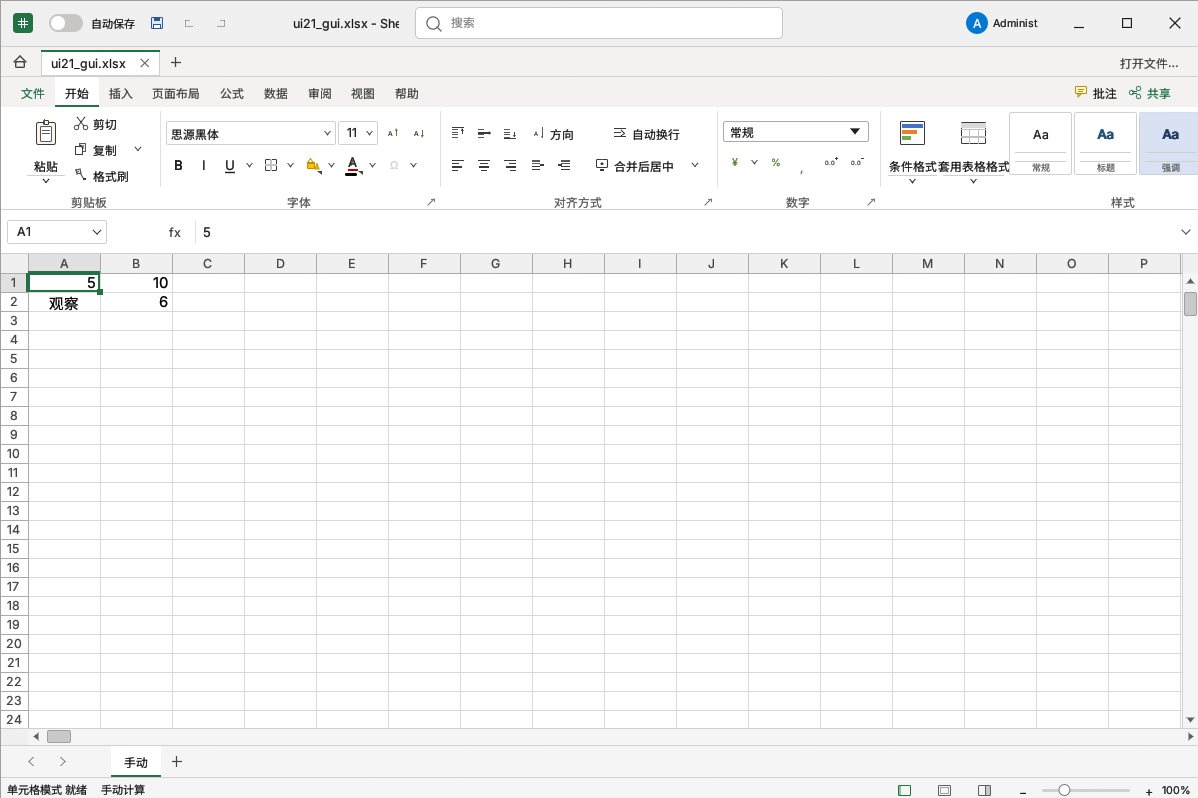 自动保存 ui21_gui.xlsx - She 搜索 A Administ
ui21_gui.xlsx 打开文件...
文件 开始 插入 页面布局 公式 数据 审阅 视图 帮助 批注 共享
粘贴 剪切 复制 格式刷
剪贴板
思源黑体 11 A A
B I U A Ω
字体
方向 自动换行
合并后居中
对齐方式
常规
¥ % , 0.0 0.0
数字
条件格式 套用表格格式
Aa 常规 Aa 标题 Aa 强调
样式
A1 fx 5
A B C D E F G H I J K L M N O P
1 5 10
2 观察 6
3
4
5
6
7
8
9
10
11
12
13
14
15
16
17
18
19
20
21
22
23
24
手动
单元格模式 就绪 手动计算 100%